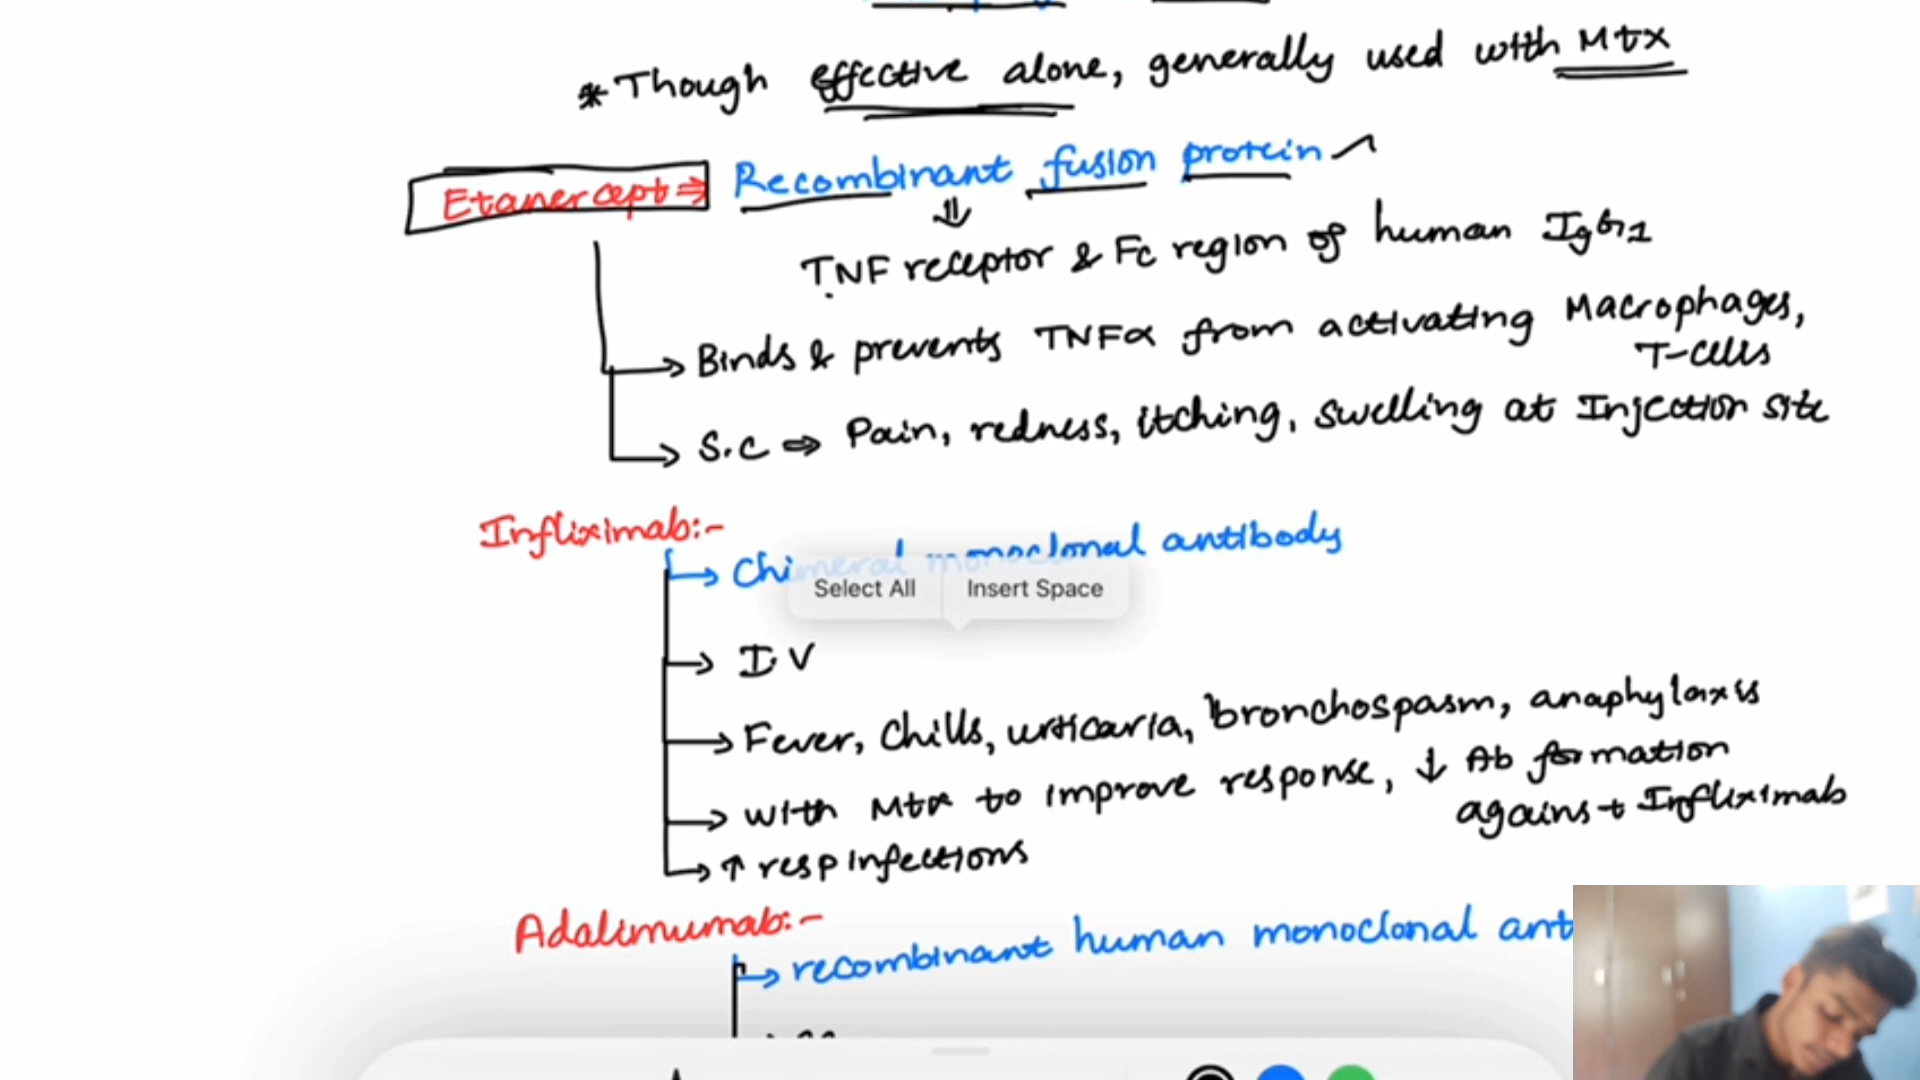 *Though effective alone, generally used with Mtx
Etanercept⇒ Recombinant fusion protein
⇓
TNF receptor & Fc region of human IgG1
→ Binds & prevents TNFα from activating Macrophages,
T-cells
→ S.C ⇒ Pain, redness, itching, swelling at Injection site
Infliximab:-
→ Chimeral monoclonal antibody
Select All Insert Space
→ I.V
→ Fever, Chills, urticaria, bronchospasm, anaphylaxis
→ with Mtx to improve response, ↓ Ab formation
against Infliximab
→ ↑ resp infections
Adalimumab:-
→ recombinant human monoclonal ant